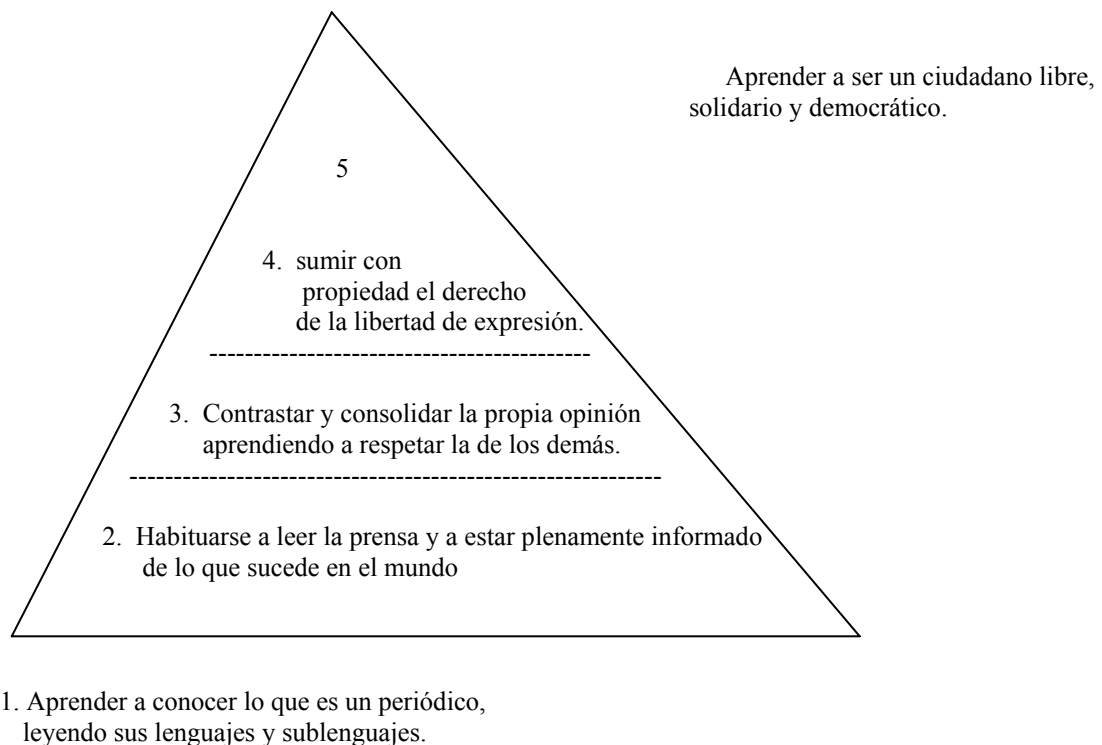 Aprender a ser un ciudadano libre,
solidario y democrático.
5
4. sumir con
propiedad el derecho
de la libertad de expresión.
-------------------------------------------
3. Contrastar y consolidar la propia opinión
aprendiendo a respetar la de los demás.
------------------------------------------------------------
2. Habituarse a leer la prensa y a estar plenamente informado
de lo que sucede en el mundo
1. Aprender a conocer lo que es un periódico,
leyendo sus lenguajes y sublenguajes.